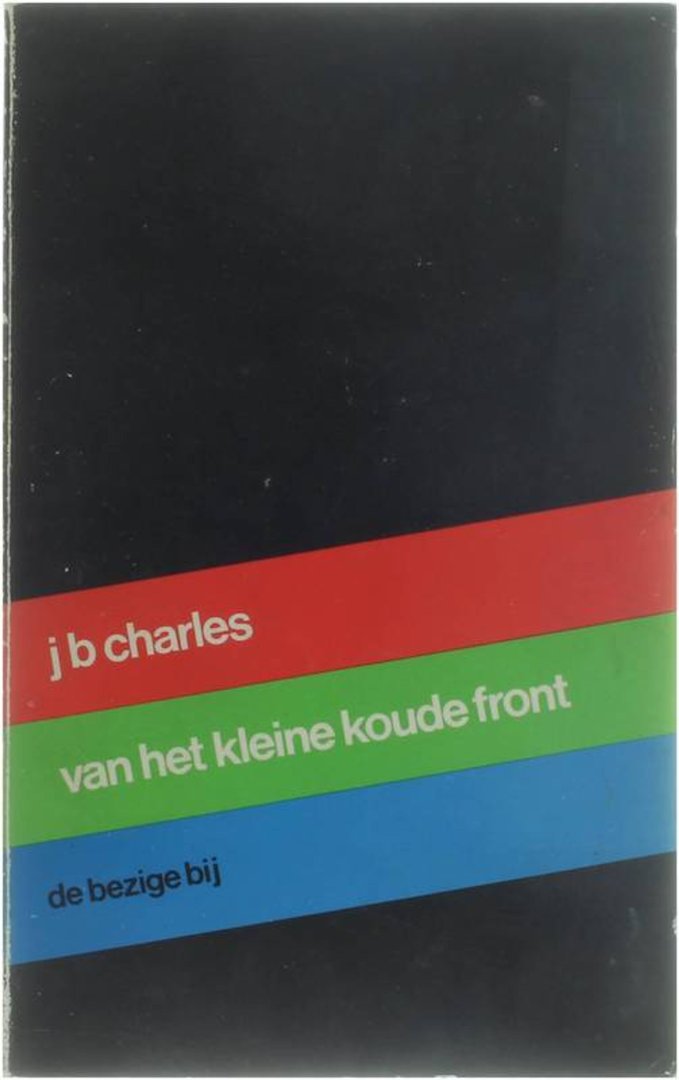 j b charles
van het kleine koude front
de bezige bij